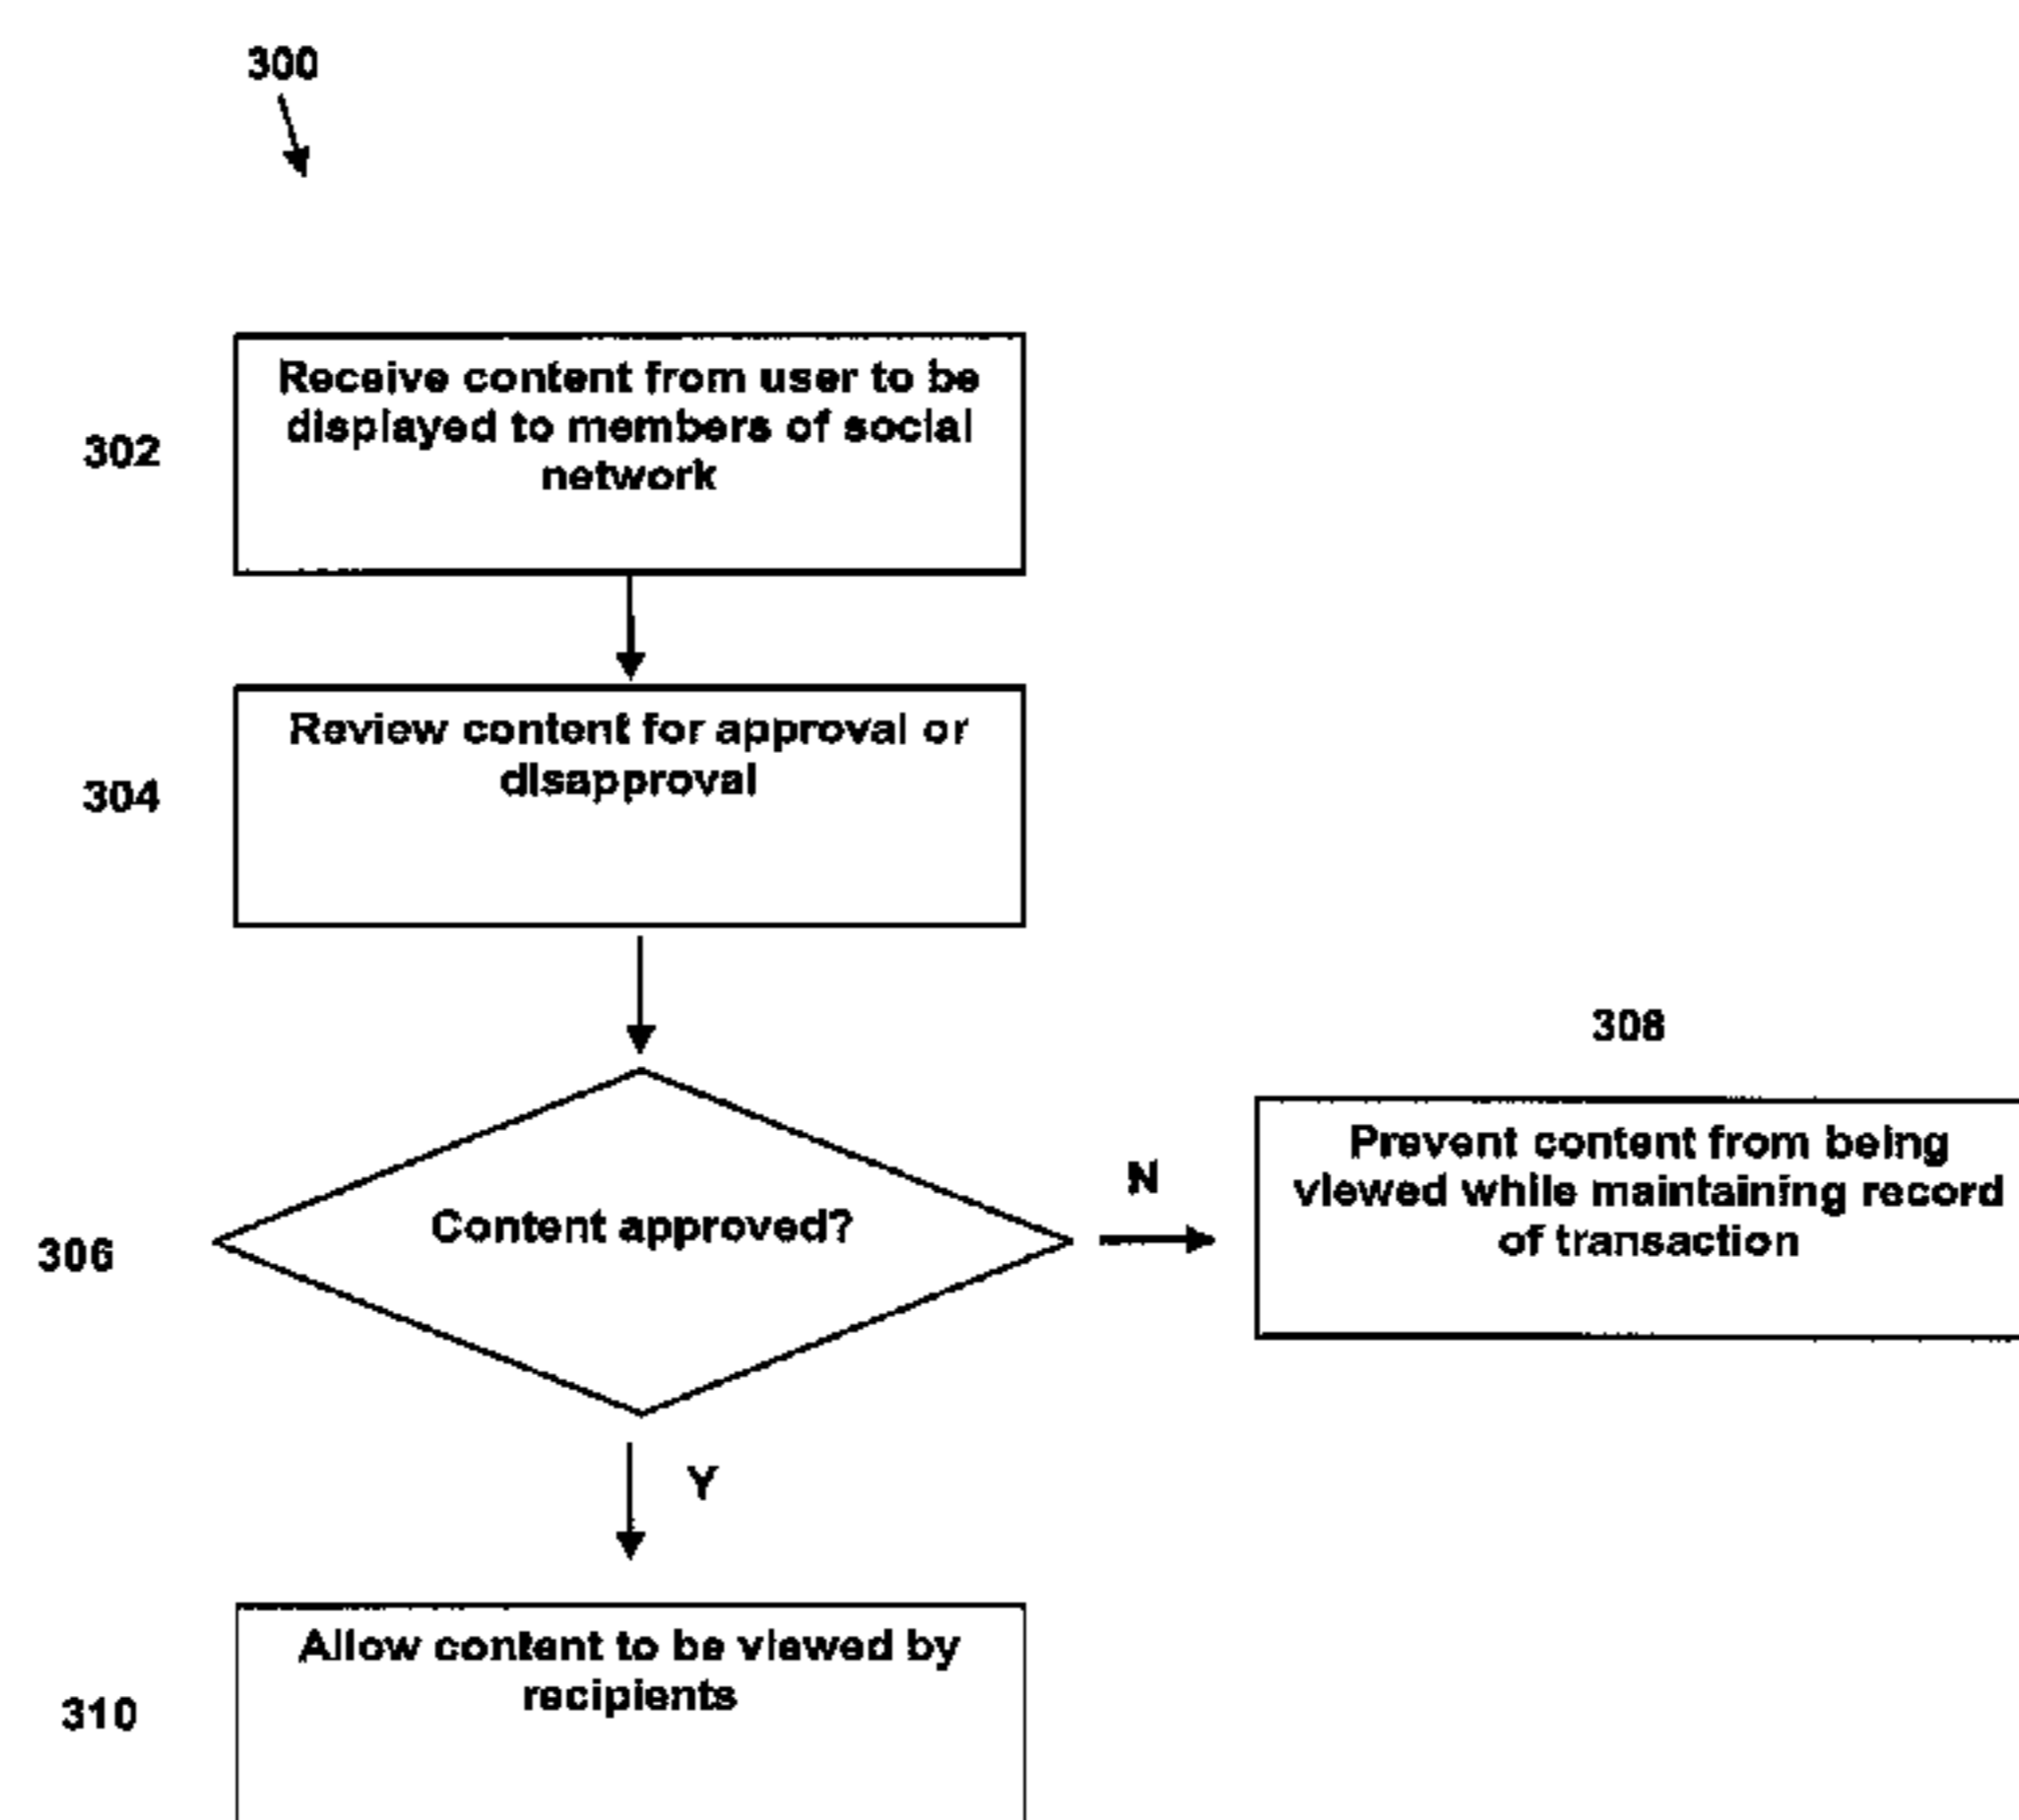 300
302
Receive content from user to be
displayed to members of social
network
304
Review content for approval or
disapproval
306
Content approved?
N
308
Prevent content from being
viewed while maintaining record
of transaction
Y
310
Allow content to be viewed by
recipients